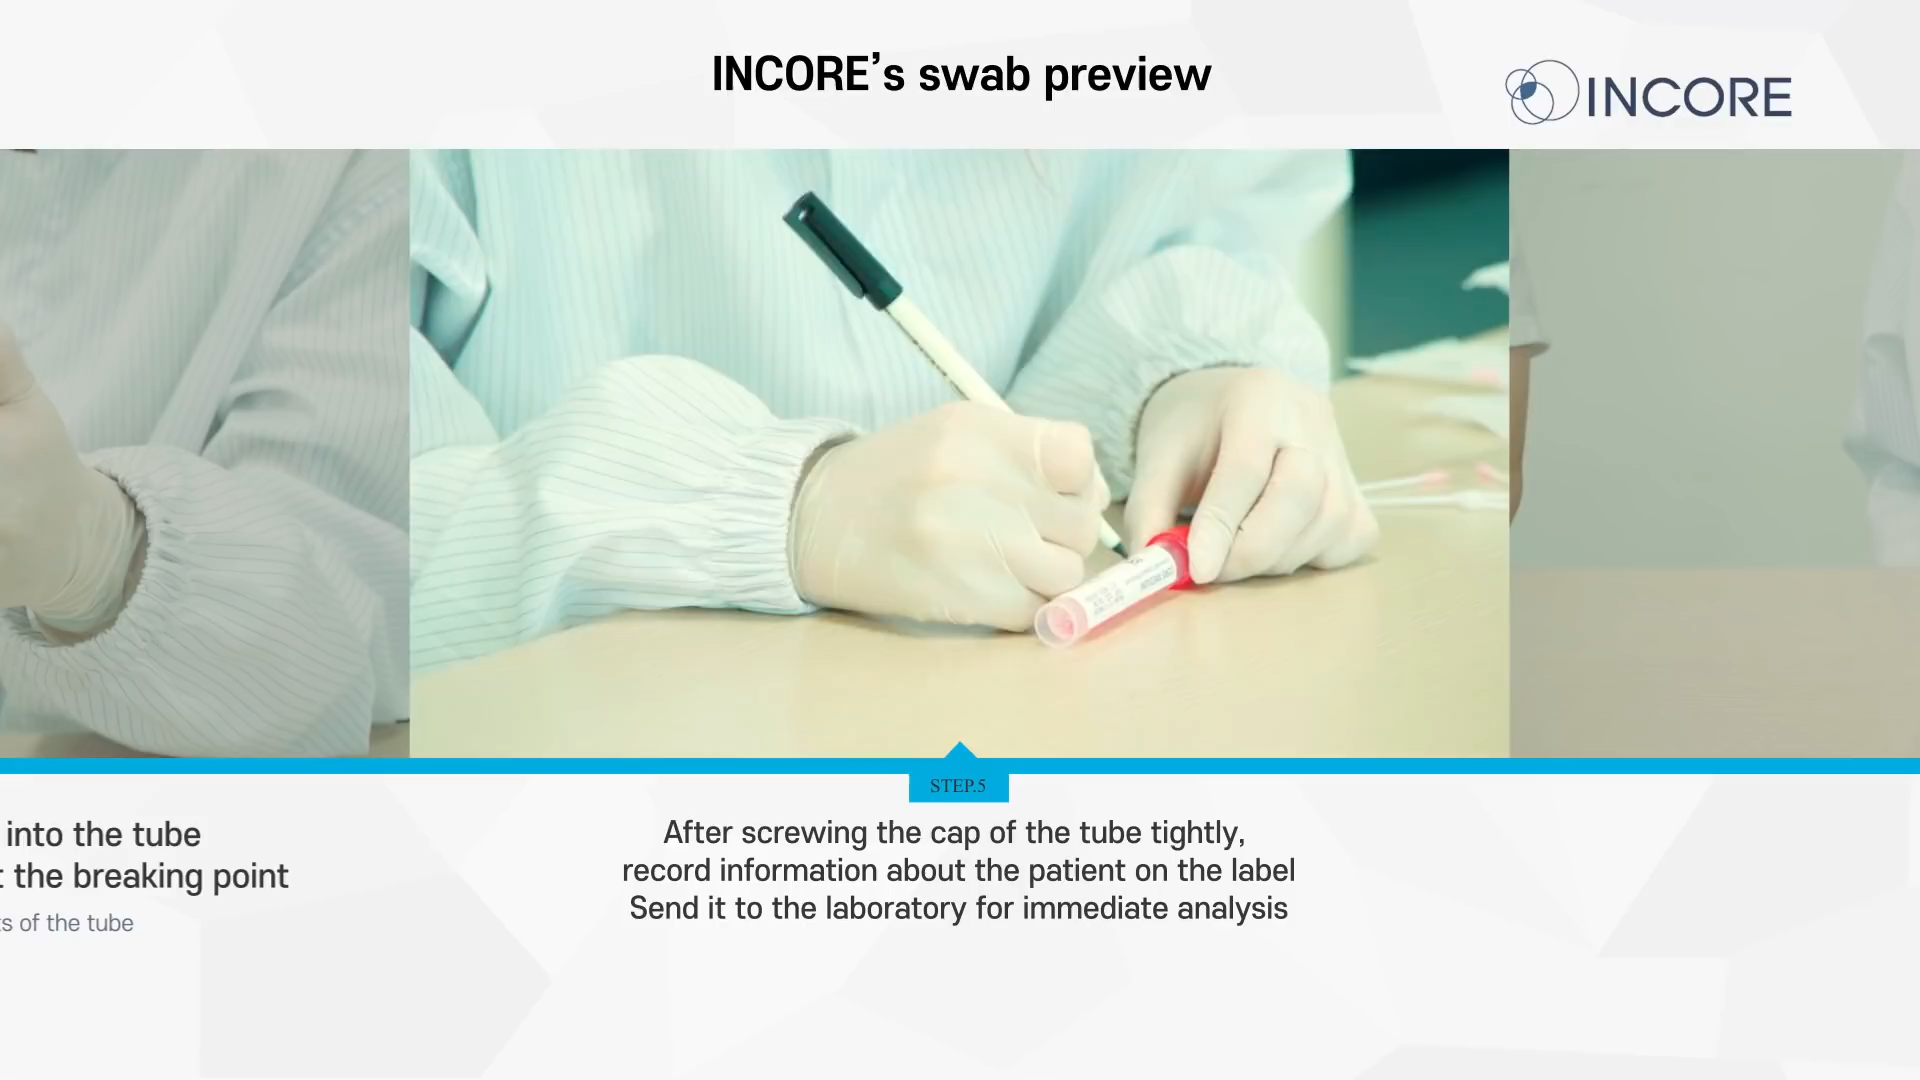 INCORE's swab preview
INCORE
STEP.5
into the tube
the breaking point
of the tube
After screwing the cap of the tube tightly,
record information about the patient on the label
Send it to the laboratory for immediate analysis